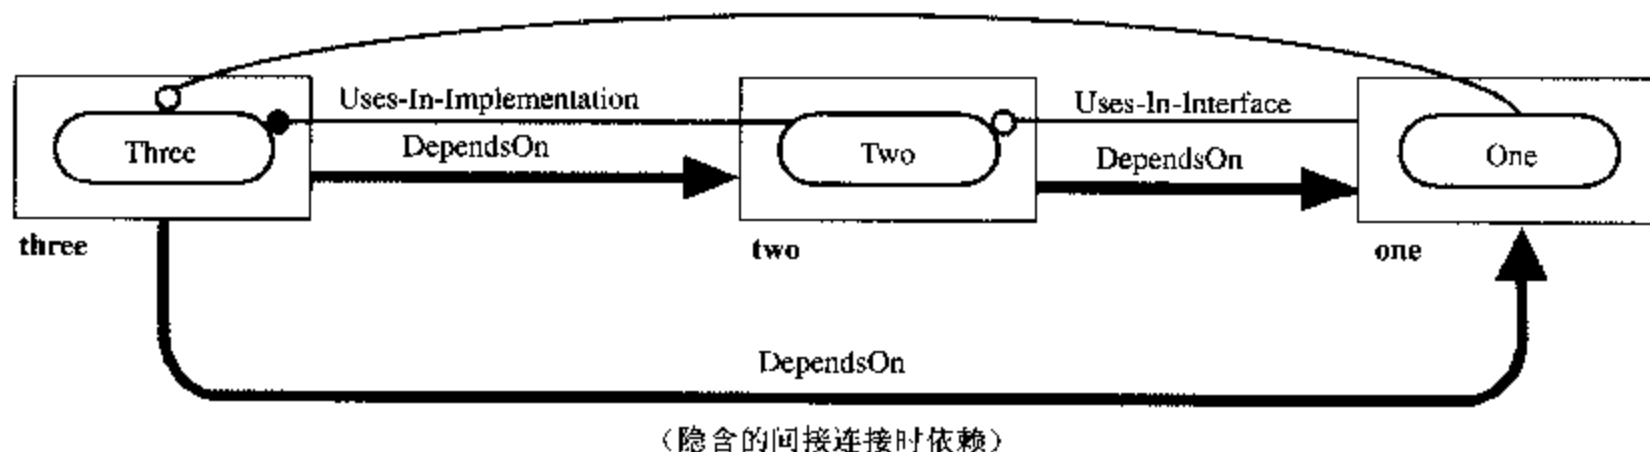 Uses-In-Implementation
Uses-In-Interface
Three
DependsOn
Two
DependsOn
One
three
two
one
DependsOn
（隐含的间接连接时依赖）